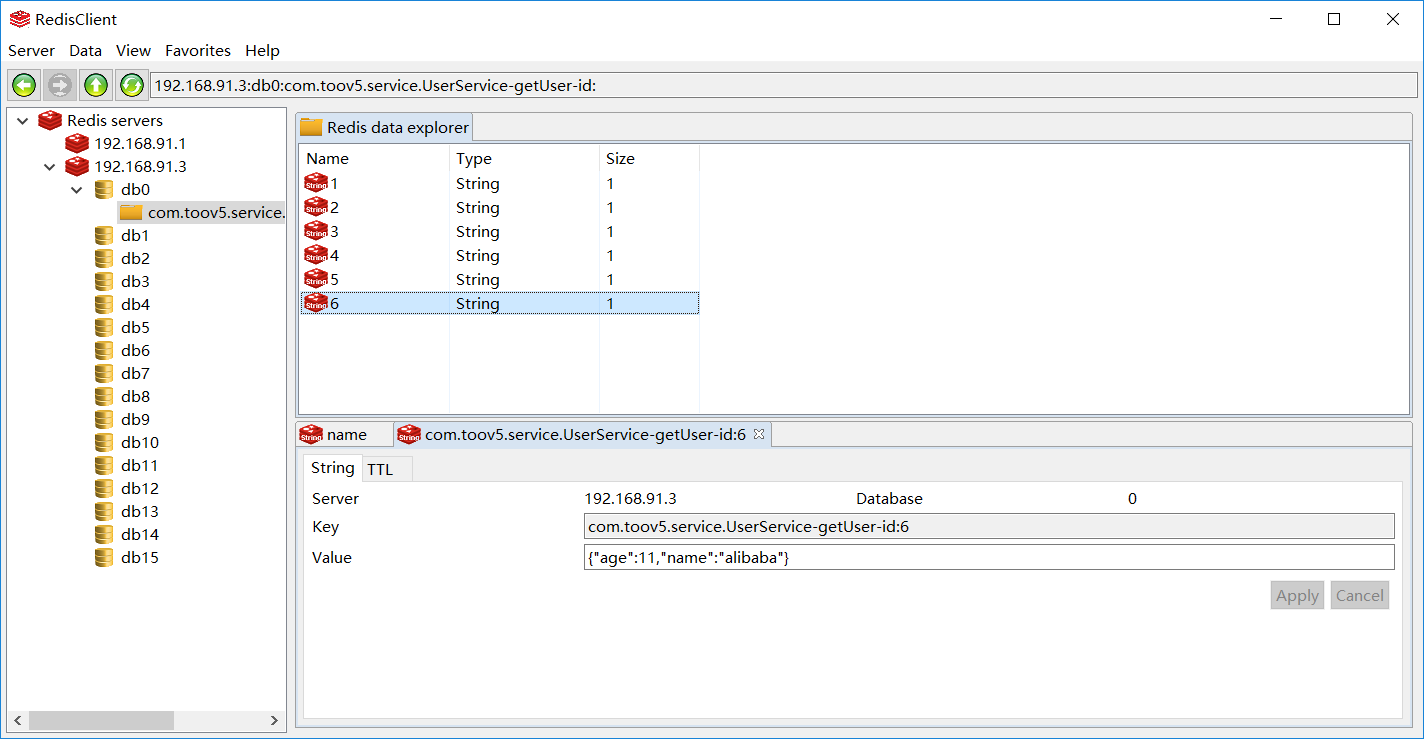 RedisClient
Server Data View Favorites Help
192.168.91.3:db0:com.toov5.service.UserService-getUser-id:
Redis servers
192.168.91.1
192.168.91.3
db0
com.toov5.service.
db1
db2
db3
db4
db5
db6
db7
db8
db9
db10
db11
db12
db13
db14
db15
Redis data explorer
Name Type Size
String 1 String 1
String 2 String 1
String 3 String 1
String 4 String 1
String 5 String 1
String 6 String 1
String name String com.toov5.service.UserService-getUser-id:6
String TTL
Server 192.168.91.3 Database 0
Key com.toov5.service.UserService-getUser-id:6
Value {"age":11,"name":"alibaba"}
Apply Cancel